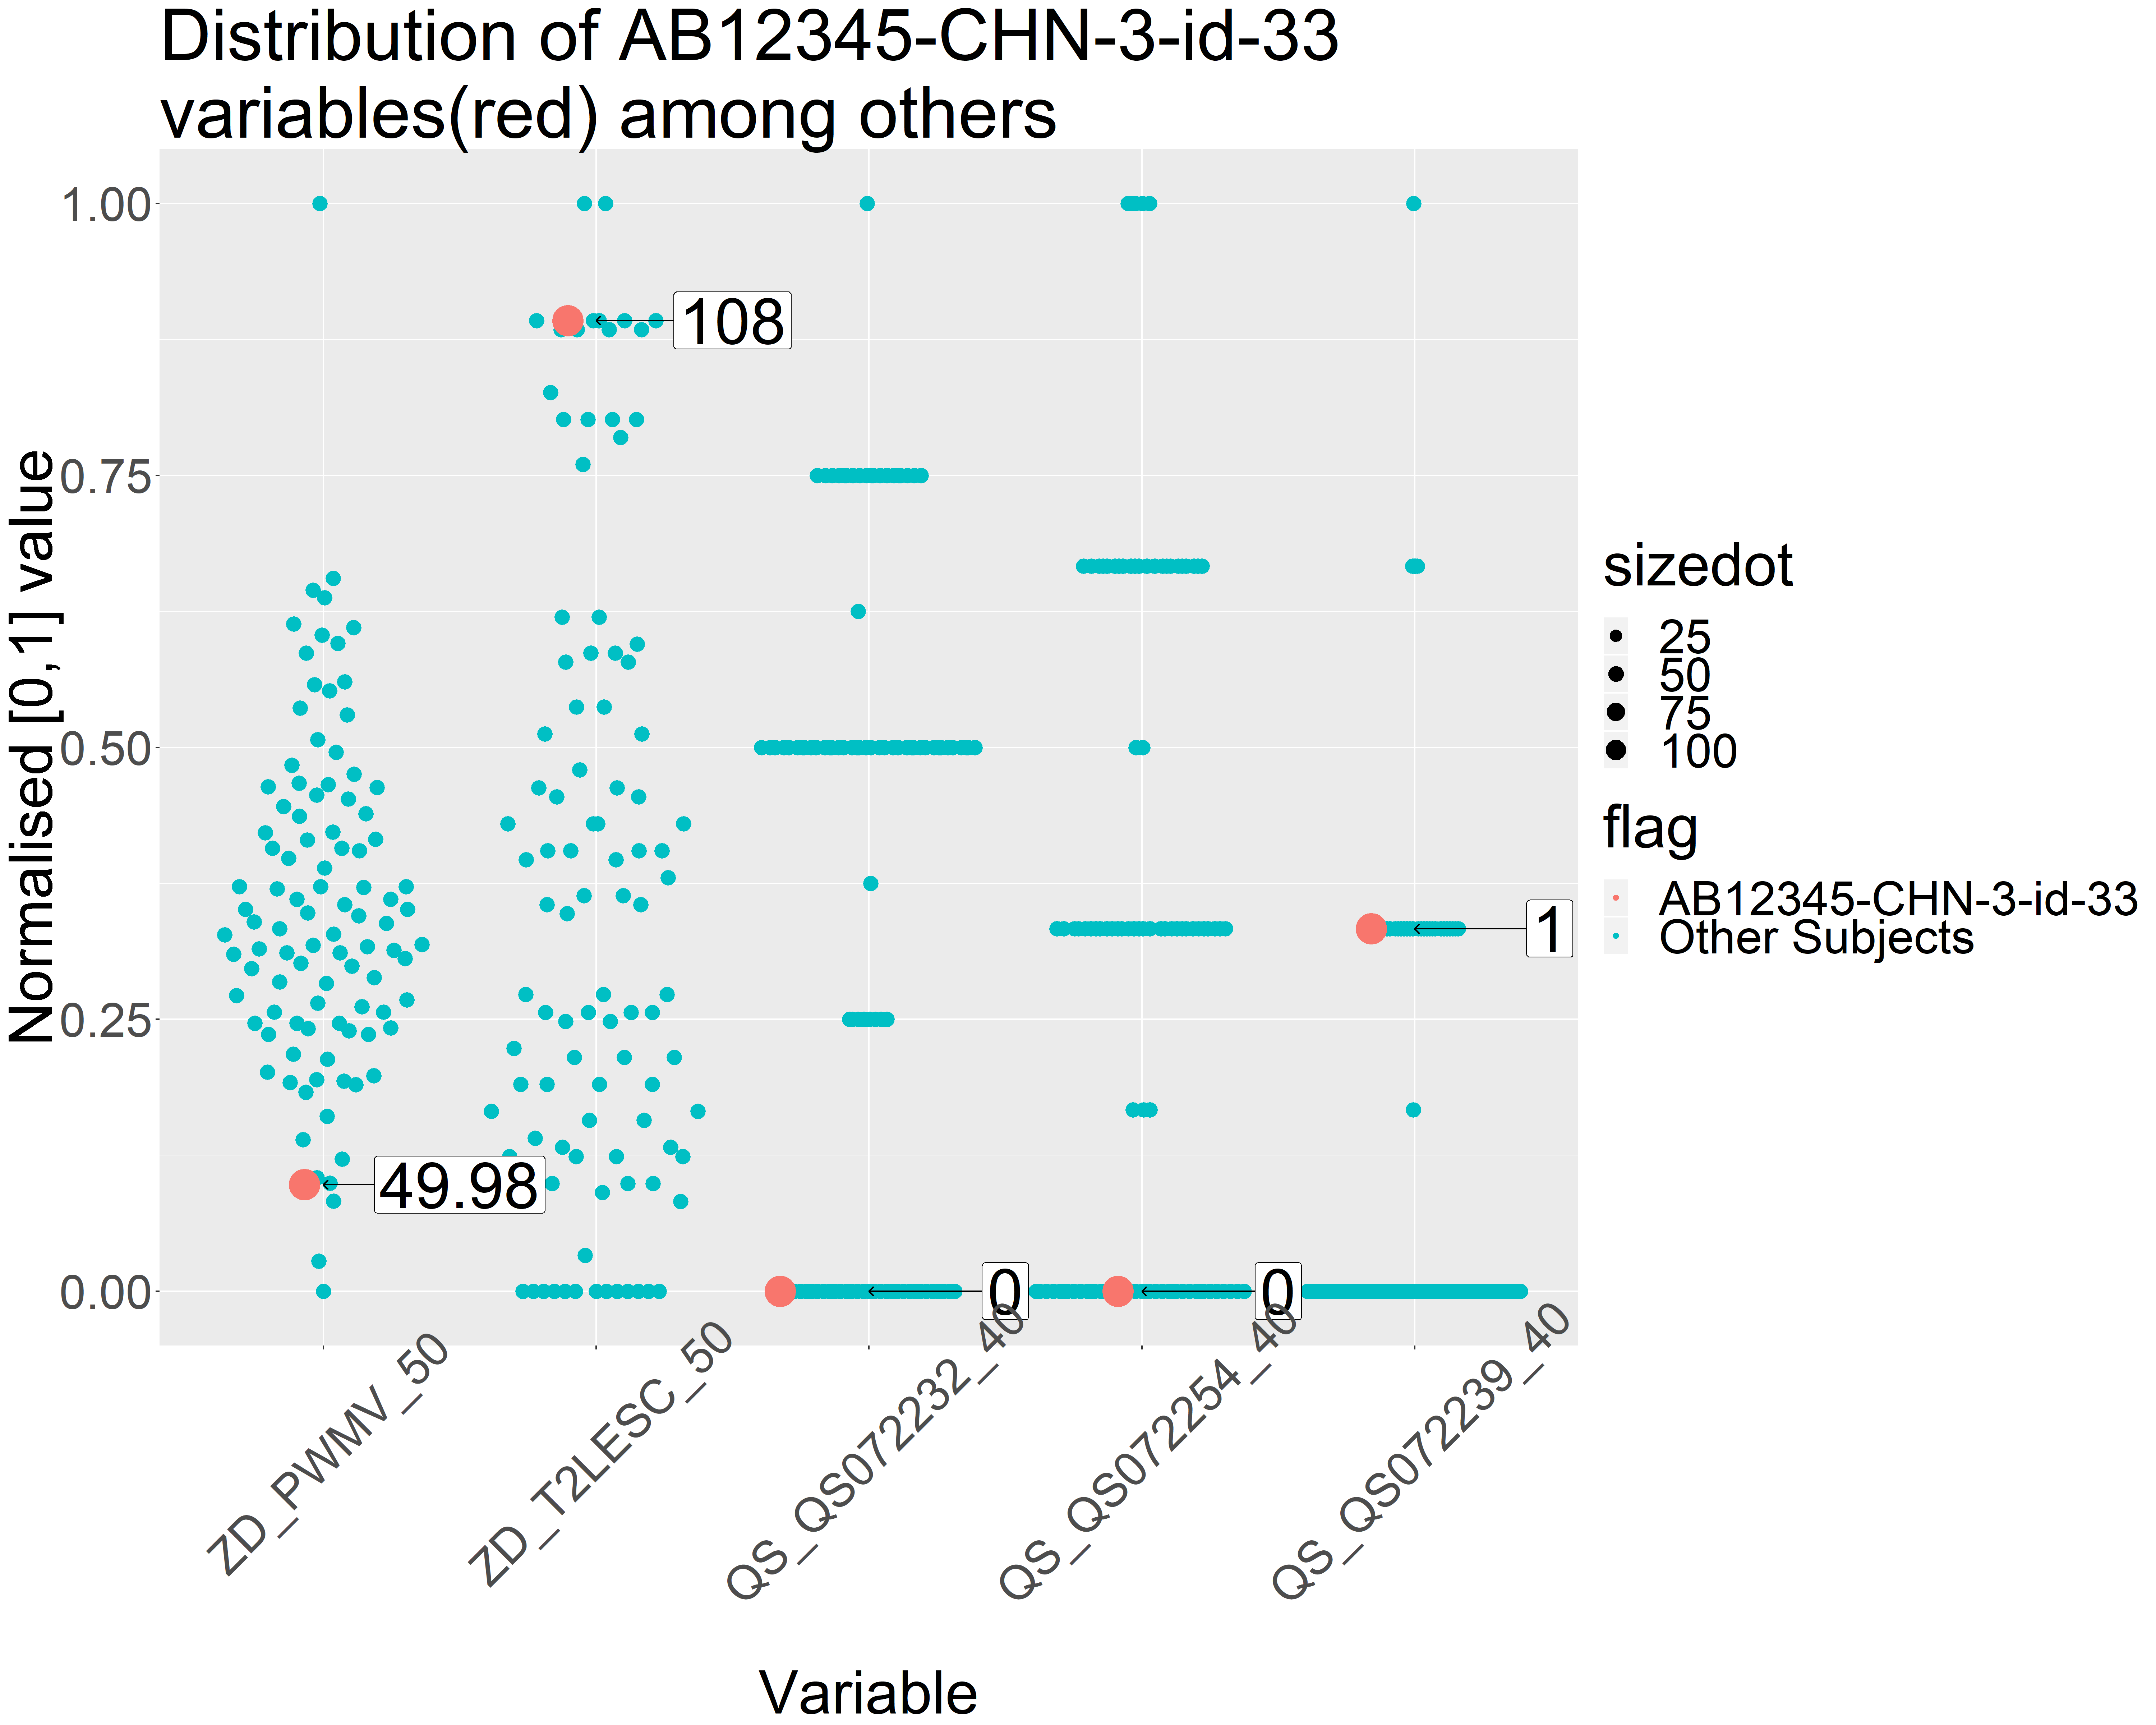 Distribution of AB12345-CHN-3-id-33
variables(red) among others
Normalised [0,1] value
1.00
0.75
0.50
0.25
0.00
108
49.98
0
0
1
ZD_PWMV_50
ZD_T2LESC_50
QS_QS072232_40
QS_QS072254_40
QS_QS072239_40
Variable
sizedot
25
50
75
100
flag
AB12345-CHN-3-id-33
Other Subjects